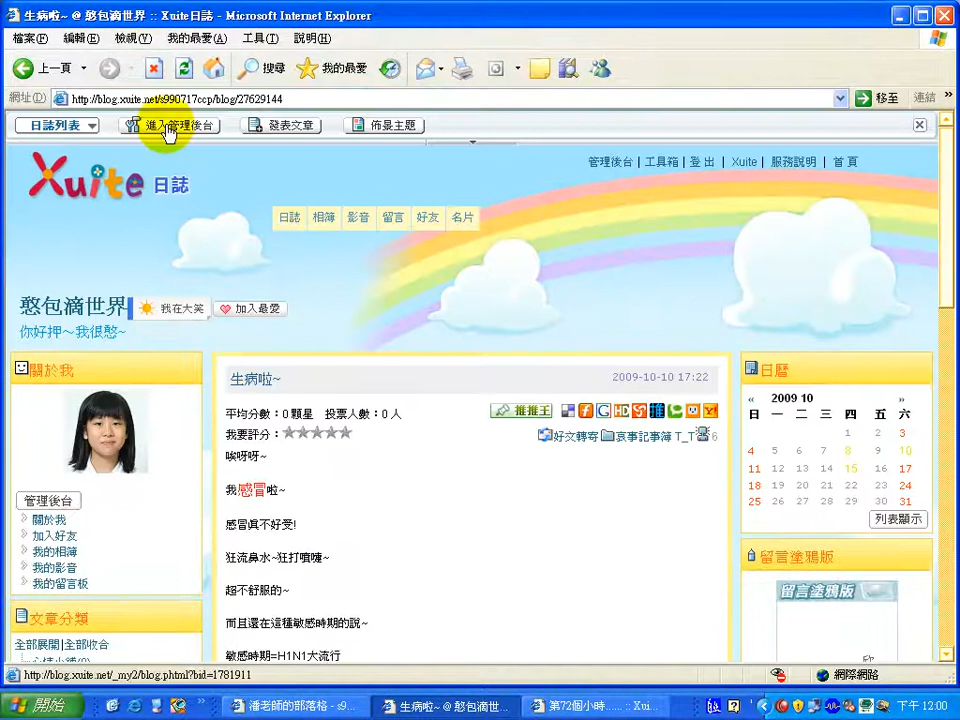 生病啦~ @ 憨包滴世界 :: Xuite日誌 - Microsoft Internet Explorer
檔案(F) 編輯(E) 檢視(V) 我的最愛(A) 工具(T) 說明(H)
上一頁 搜尋 我的最愛
網址(D) http://blog.xuite.net/s990717ccp/blog/27629144 移至 連結 »
日誌列表 進入管理後台 發表文章 佈景主題
Xuite 日誌
管理後台 | 工具箱 | 登出 | Xuite | 服務說明 | 首頁
日誌 相簿 影音 留言 好友 名片
憨包滴世界 我在大笑 加入最愛
你好押～我很憨~
關於我
管理後台
關於我
加入好友
我的相簿
我的影音
我的留言板
文章分類
全部展開|全部收合
生病啦~ 2009-10-10 17:22
平均分數：0 顆星 投票人數：0 人
推推王
我要評分：
好文轉寄 哀事記事簿 T_T 6
唉呀呀~
我感冒啦~
感冒真不好受!
狂流鼻水~狂打噴嚏~
超不舒服的~
而且還在這種敏感時期的說~
敏感時期=H1N1大流行
日曆
« 2009 10 »
日 一 二 三 四 五 六
1 2 3
4 5 6 7 8 9 10
11 12 13 14 15 16 17
18 19 20 21 22 23 24
25 26 27 28 29 30 31
列表顯示
留言塗鴉版
留言塗鴉版
http://blog.xuite.net/_my2/blog.phtml?bid=1781911 網際網路
開始 潘老師的部落格 - s9... 生病啦~ @ 憨包滴世... 第72個小時...... :: Xui... 下午 12:00